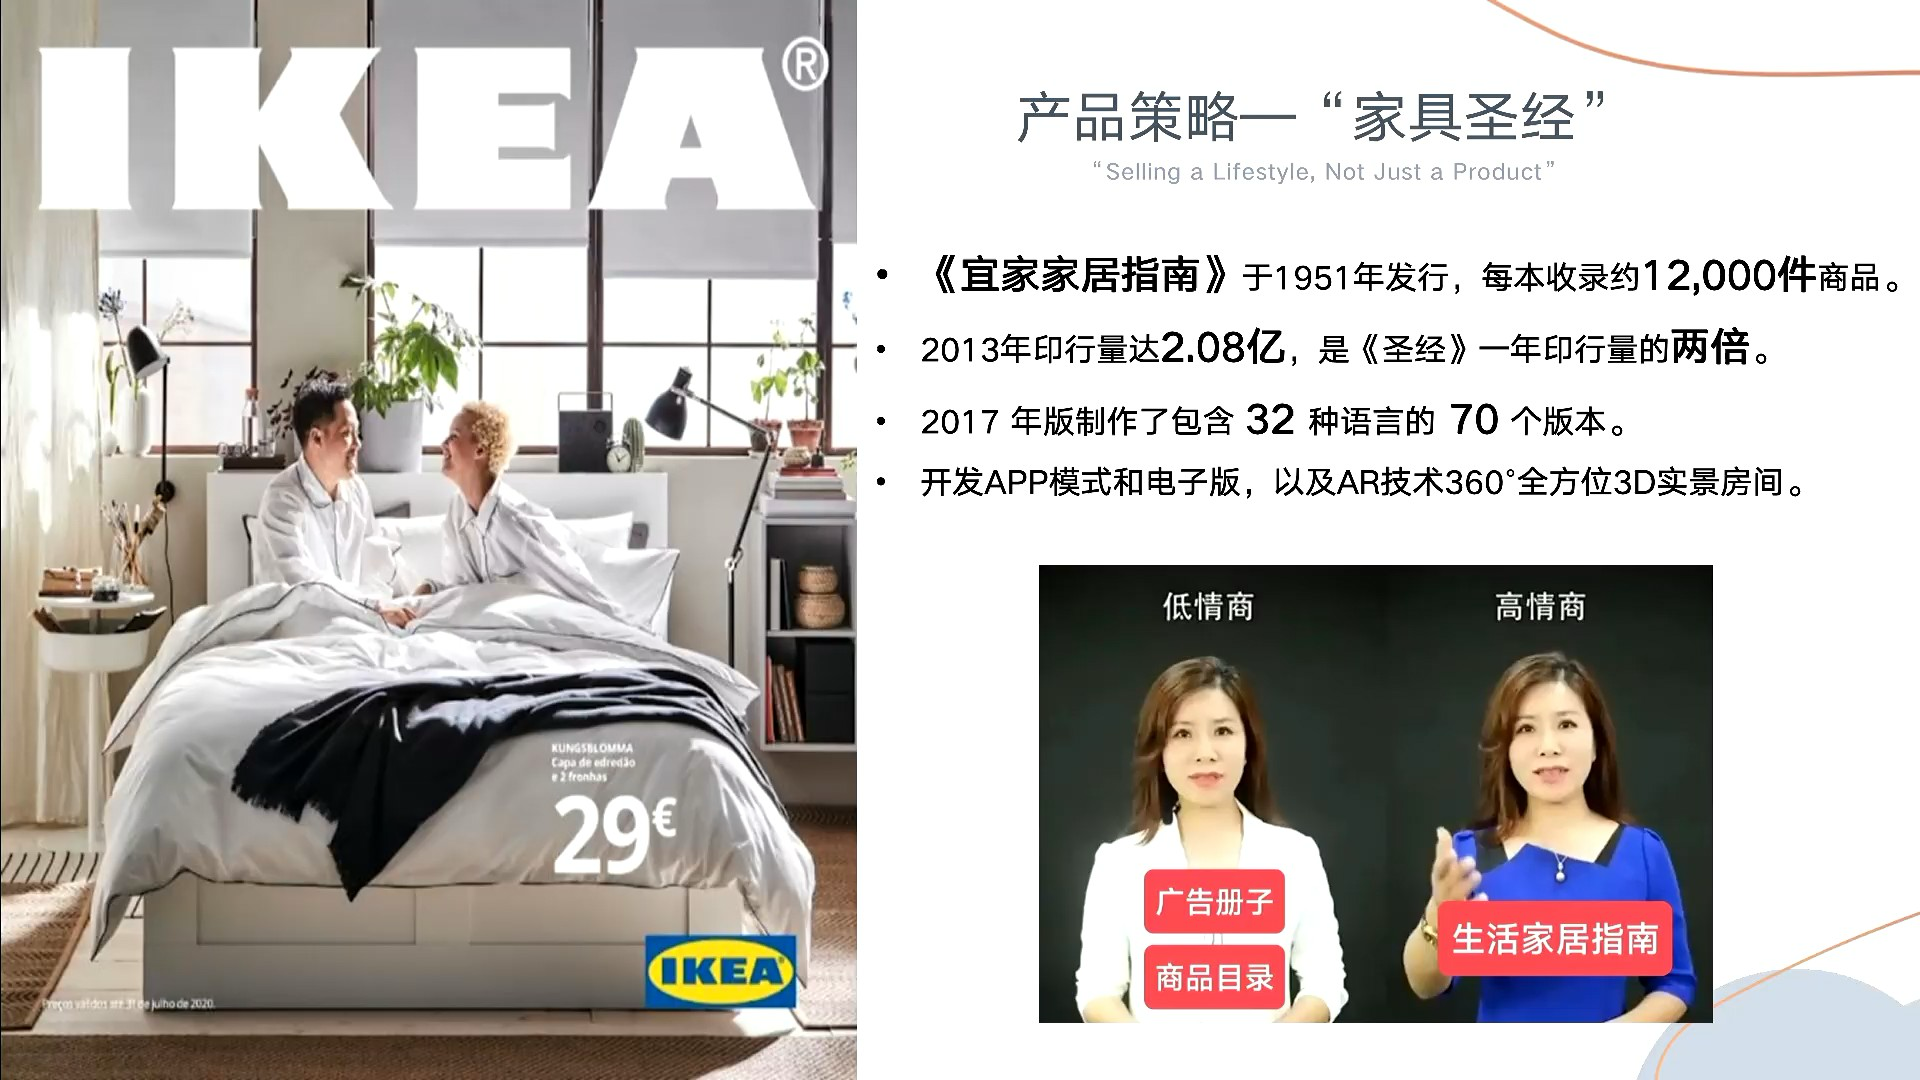 IKEA®
KUNGSBLOMMA
Capa de edredão
e 2 fronhas
29€
IKEA
Preços válidos até 31 de julho de 2020.
产品策略—“家具圣经”
“Selling a Lifestyle, Not Just a Product”
• 《宜家家居指南》于1951年发行，每本收录约12,000件商品。
• 2013年印行量达2.08亿，是《圣经》一年印行量的两倍。
• 2017 年版制作了包含 32 种语言的 70 个版本。
• 开发APP模式和电子版，以及AR技术360°全方位3D实景房间。
低情商
高情商
广告册子
商品目录
生活家居指南